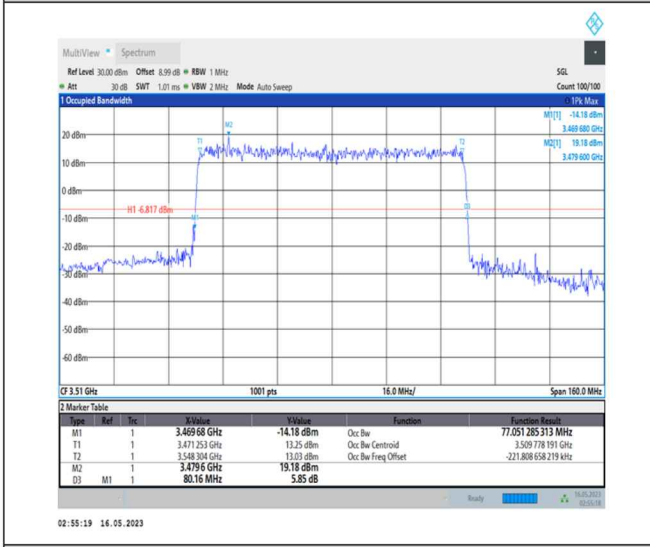 MultiView Spectrum
Ref Level 30.00 dBm Offset 8.99 dB RBW 1 MHz SGL
Att 30 dB SWT 1.01 ms VBW 2 MHz Mode Auto Sweep Count 100/100
1 Occupied Bandwidth 1Pk Max
M1[1] -14.18 dBm
3.469 680 GHz
M2[1] 19.18 dBm
3.479 600 GHz
M2
T1 T2
20 dBm
10 dBm
0 dBm
H1 -6.817 dBm
D3
M1
-10 dBm
-20 dBm
-30 dBm
-40 dBm
-50 dBm
-60 dBm
CF 3.51 GHz 1001 pts 16.0 MHz/ Span 160.0 MHz
2 Marker Table
Type Ref Trc X-Value Y-Value Function Function Result
M1 1 3.469 68 GHz -14.18 dBm Occ Bw 77.051 285 313 MHz
T1 1 3.471 253 GHz 13.25 dBm Occ Bw Centroid 3.509 778 191 GHz
T2 1 3.548 304 GHz 13.03 dBm Occ Bw Freq Offset -221.808 658 219 kHz
M2 1 3.479 6 GHz 19.18 dBm
D3 M1 1 80.16 MHz 5.85 dB
Ready 16.05.2023
02:55:18
02:55:19 16.05.2023